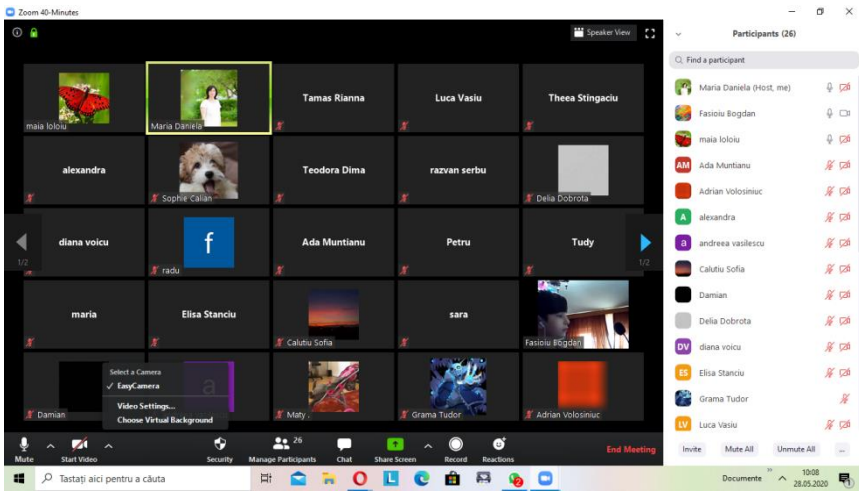 Zoom 40-Minutes
Speaker View
Participants (26)
Find a participant
maia loloiu
Maria Daniela
Tamas Rianna
Luca Vasiu
Theea Stingaciu
alexandra
Sophie Calian
Teodora Dima
razvan serbu
Delia Dobrota
1/2
diana voicu
f
radu
Ada Muntianu
Petru
Tudy
1/2
maria
Elisa Stanciu
Calutiu Sofia
sara
Fasioiu Bogdan
Damian
a
Maty .
Grama Tudor
Adrian Volosiniuc
Select a Camera
✓ EasyCamera
Video Settings...
Choose Virtual Background
Mute
Start Video
Security
Manage Participants
26
Chat
Share Screen
Record
Reactions
End Meeting
Maria Daniela (Host, me)
Fasioiu Bogdan
maia loloiu
AM Ada Muntianu
Adrian Volosiniuc
A alexandra
a andreea vasilescu
Calutiu Sofia
Damian
Delia Dobrota
DV diana voicu
ES Elisa Stanciu
Grama Tudor
LV Luca Vasiu
Invite
Mute All
Unmute All
...
Tastați aici pentru a căuta
L
2
Documente
10:08
28.05.2020